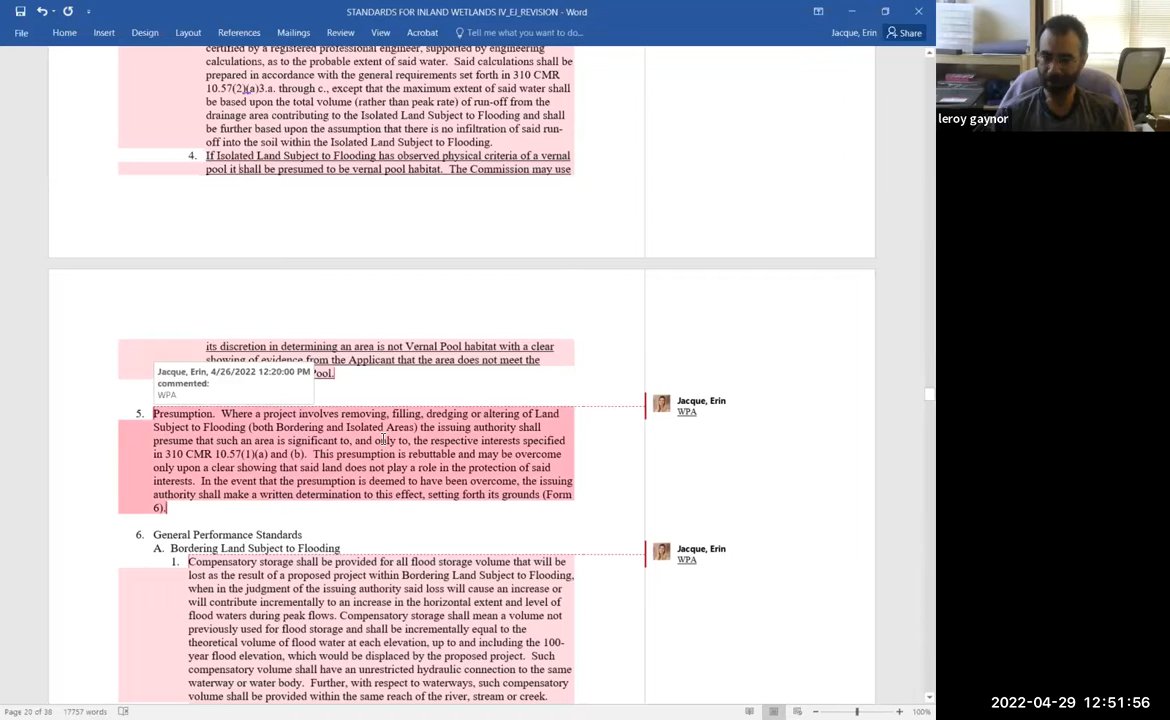 STANDARDS FOR INLAND WETLANDS IV_EJ_REVISION - Word
File Home Insert Design Layout References Mailings Review View Acrobat Tell me what you want to do... Jacque, Erin Share
certified by a registered professional engineer, supported by engineering
calculations, as to the probable extent of said water. Said calculations shall be
prepared in accordance with the general requirements set forth in 310 CMR
10.57(2)(a)3.a. through c., except that the maximum extent of said water shall
be based upon the total volume (rather than peak rate) of run-off from the
drainage area contributing to the Isolated Land Subject to Flooding and shall
be further based upon the assumption that there is no infiltration of said run-
off into the soil within the Isolated Land Subject to Flooding.
4. If Isolated Land Subject to Flooding has observed physical criteria of a vernal
pool it shall be presumed to be vernal pool habitat. The Commission may use
its discretion in determining an area is not Vernal Pool habitat with a clear
showing of evidence from the Applicant that the area does not meet the
Pool.
Jacque, Erin, 4/26/2022 12:20:00 PM
commented:
WPA
5. Presumption. Where a project involves removing, filling, dredging or altering of Land
Subject to Flooding (both Bordering and Isolated Areas) the issuing authority shall
presume that such an area is significant to, and only to, the respective interests specified
in 310 CMR 10.57(1)(a) and (b). This presumption is rebuttable and may be overcome
only upon a clear showing that said land does not play a role in the protection of said
interests. In the event that the presumption is deemed to have been overcome, the issuing
authority shall make a written determination to this effect, setting forth its grounds (Form
6).
Jacque, Erin
WPA
6. General Performance Standards
A. Bordering Land Subject to Flooding
1. Compensatory storage shall be provided for all flood storage volume that will be
lost as the result of a proposed project within Bordering Land Subject to Flooding,
when in the judgment of the issuing authority said loss will cause an increase or
will contribute incrementally to an increase in the horizontal extent and level of
flood waters during peak flows. Compensatory storage shall mean a volume not
previously used for flood storage and shall be incrementally equal to the
theoretical volume of flood water at each elevation, up to and including the 100-
year flood elevation, which would be displaced by the proposed project. Such
compensatory volume shall have an unrestricted hydraulic connection to the same
waterway or water body. Further, with respect to waterways, such compensatory
volume shall be provided within the same reach of the river, stream or creek.
Jacque, Erin
WPA
Page 20 of 38 17757 words 100%
leroy gaynor
2022-04-29 12:51:56